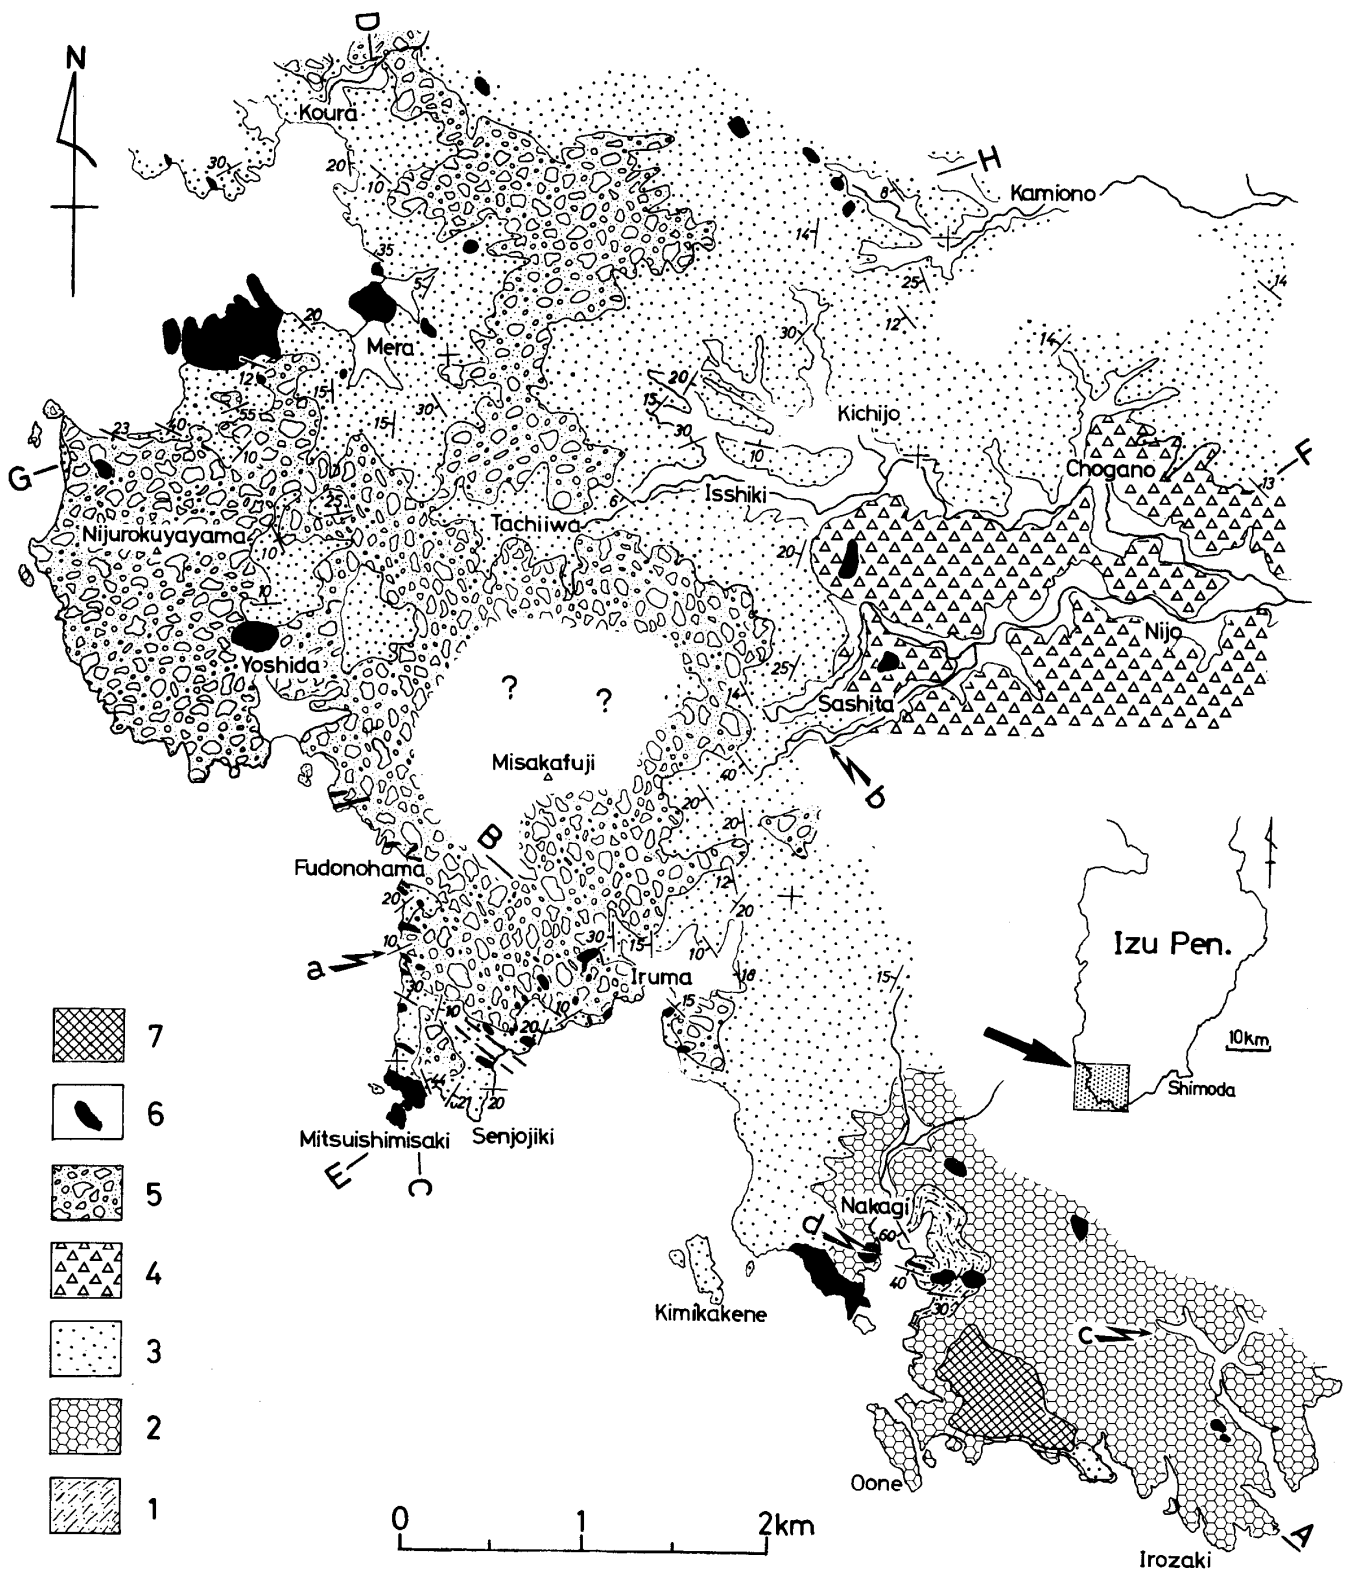 D
N
Koura
30
20
10
H
8
Kamiono
14
35
5
25
14
12
20
Mera
30
14
12
15
20
15
55
30
15
Kichijo
23
40
30
10
10
Chogano
F
G
13
Isshiki
6
25
Tachiiwa
Nijurokuyayama
10
20
10
Nijo
Yoshida
25
?
?
14
Sashita
Misakafuji
40
b
20
20
B
Fudonohama
12
20
20
Izu Pen.
10
30
15
10
a
Iruma
18
15
30
10
10
15
20
10km
7
Shimoda
44
21
20
6
Mitsuishimisaki
Senjojiki
E
C
5
Nakagi
d
60
4
40
Kimikakene
30
c
3
2
Oone
1
0
1
2km
A
Irozaki